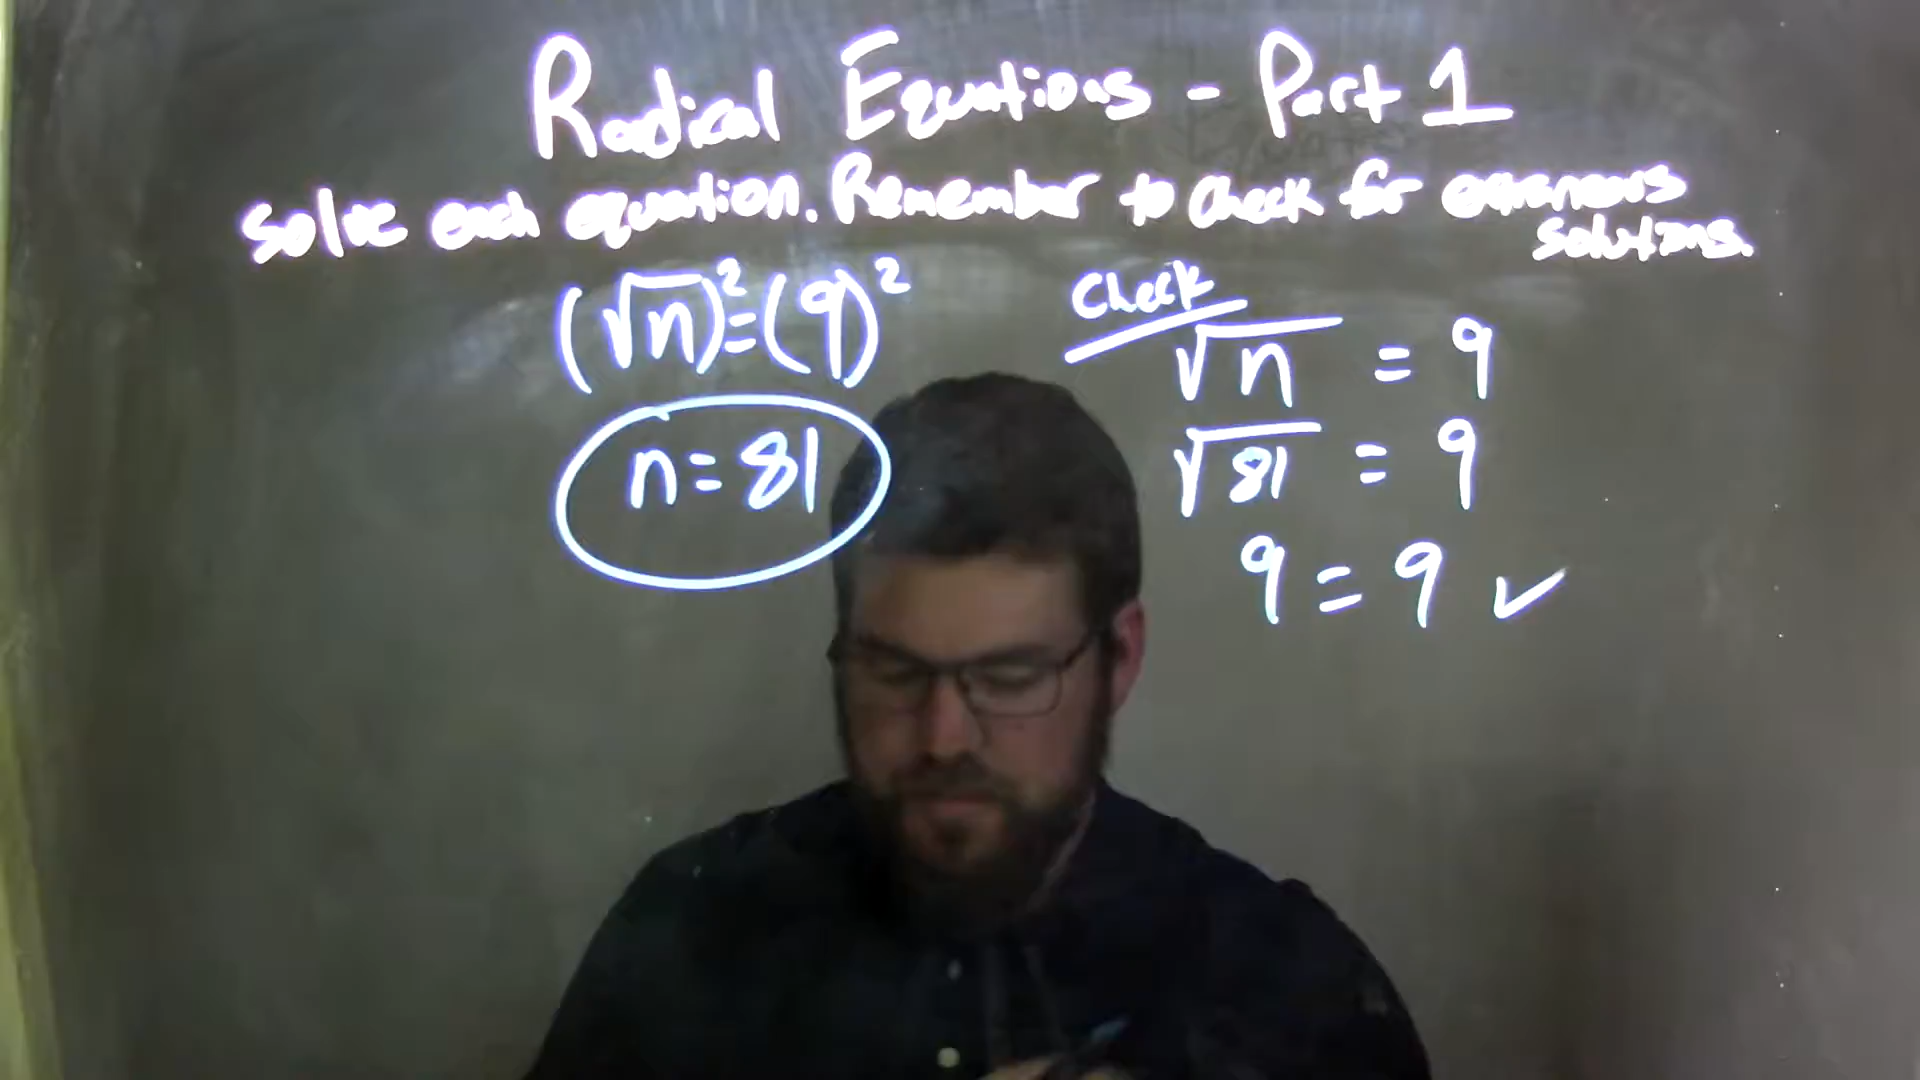 Radical Equations - Part 1
Solve each equation. Remember to check for extraneous
solutions.
(√n)²=(9)²
n=81
Check
√n = 9
√81 = 9
9 = 9 ✓